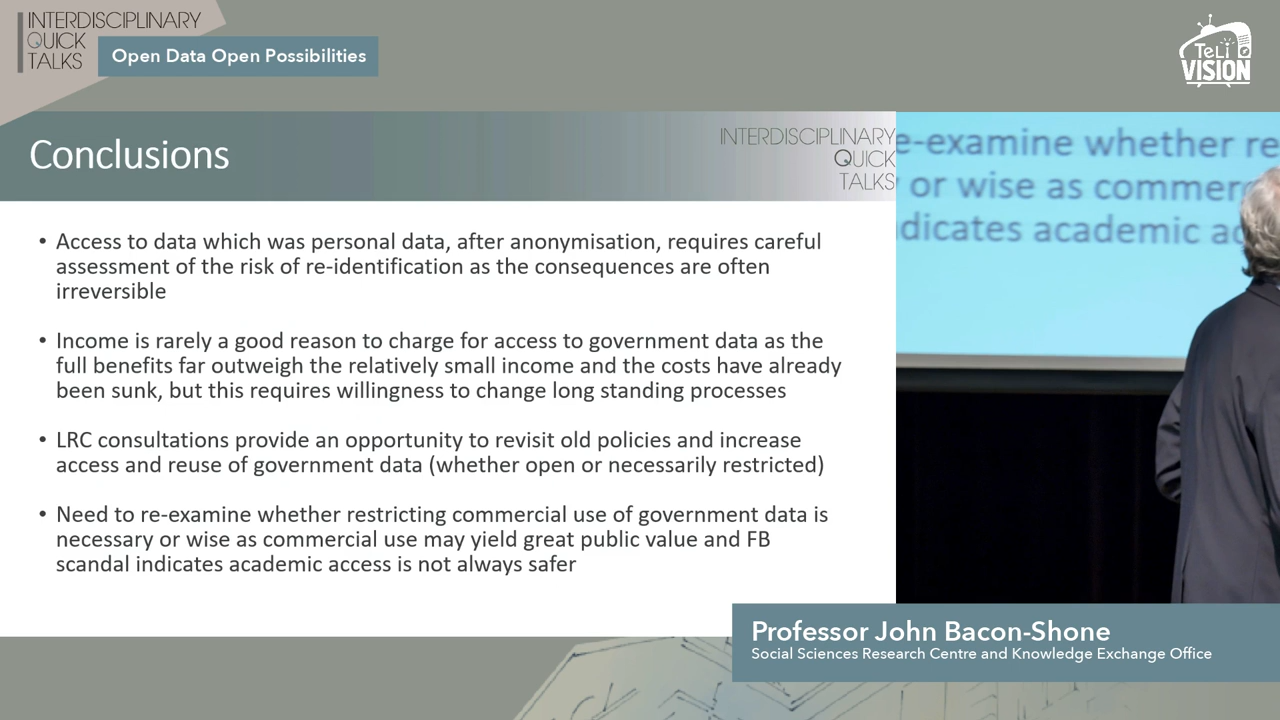 INTERDISCIPLINARY
QUICK
TALKS
Open Data Open Possibilities
TeLi
VISION
Conclusions
INTERDISCIPLINARY
QUICK
TALKS
• Access to data which was personal data, after anonymisation, requires careful
assessment of the risk of re-identification as the consequences are often
irreversible
• Income is rarely a good reason to charge for access to government data as the
full benefits far outweigh the relatively small income and the costs have already
been sunk, but this requires willingness to change long standing processes
• LRC consultations provide an opportunity to revisit old policies and increase
access and reuse of government data (whether open or necessarily restricted)
• Need to re-examine whether restricting commercial use of government data is
necessary or wise as commercial use may yield great public value and FB
scandal indicates academic access is not always safer
e-examine whether re
or wise as commer
dicates academic ac
Professor John Bacon-Shone
Social Sciences Research Centre and Knowledge Exchange Office